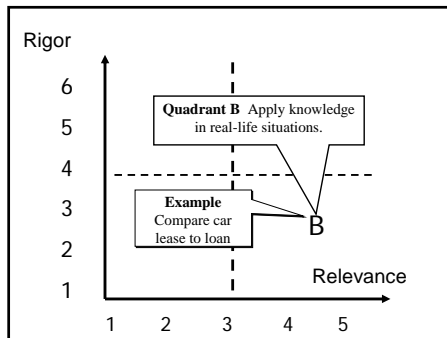 Rigor
6
Quadrant B Apply knowledge
in real-life situations.
5
4
Example
Compare car
lease to loan
3
B
2
Relevance
1
1 2 3 4 5